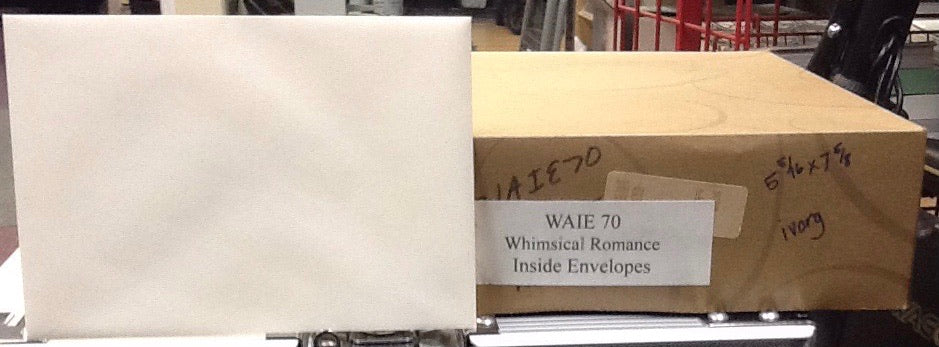 WAIE70
5 5/16 x 7 5/8
ivory
WAIE 70
Whimsical Romance
Inside Envelopes